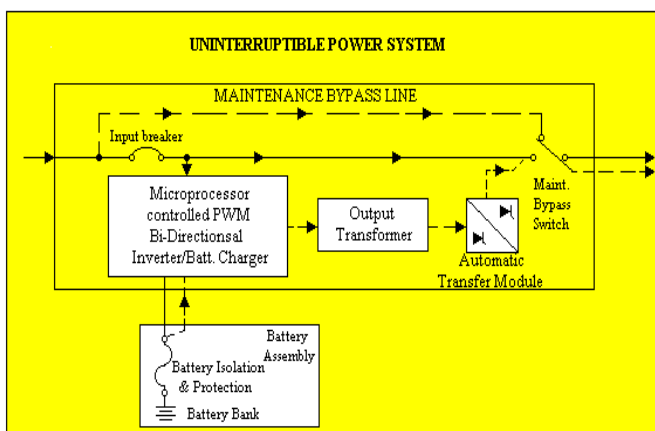 UNINTERRUPTIBLE POWER SYSTEM
MAINTENANCE BYPASS LINE
Input breaker
Microprocessor
controlled PWM
Bi-Directionsal
Inverter/Batt. Charger
Output
Transformer
Maint.
Bypass
Switch
Automatic
Transfer Module
Battery
Assembly
Battery Isolation
& Protection
Battery Bank